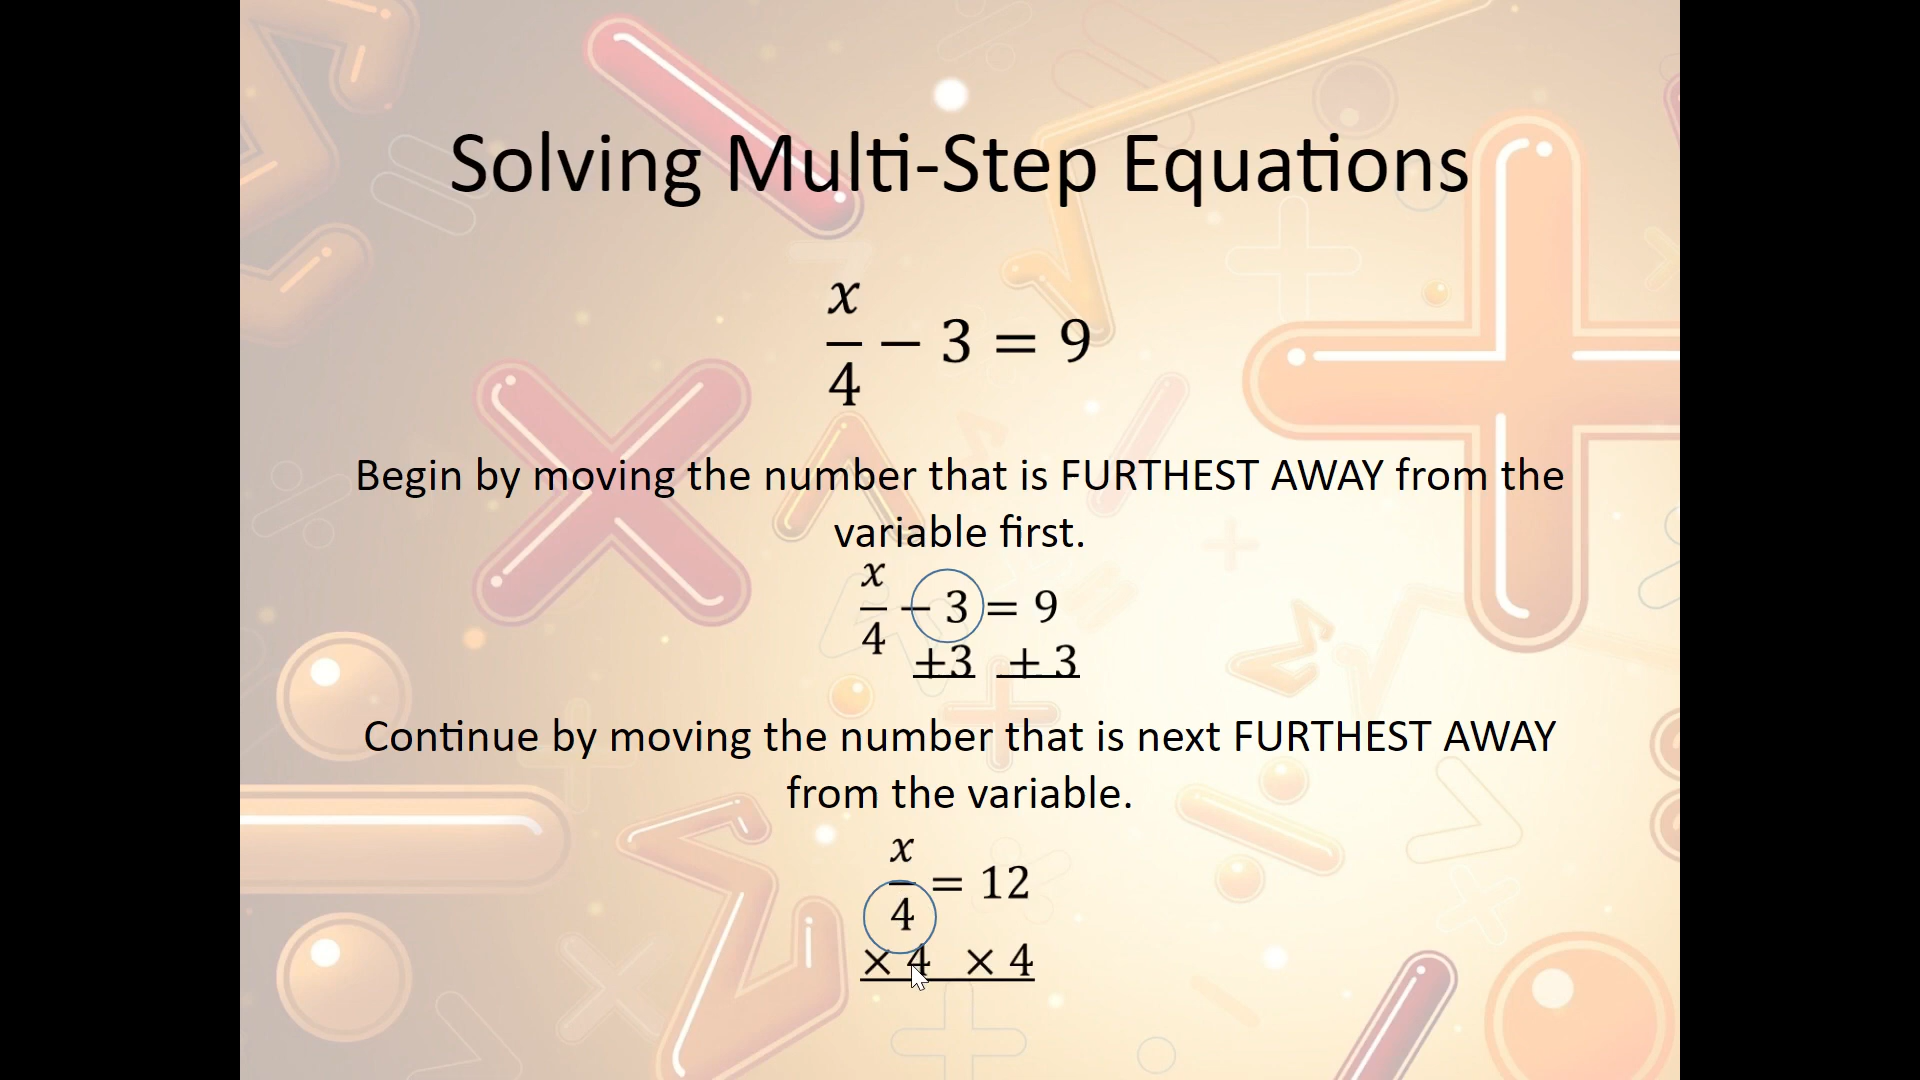 Solving Multi-Step Equations
x/4 − 3 = 9
Begin by moving the number that is FURTHEST AWAY from the
variable first.
x/4 − 3 = 9
+3 + 3
Continue by moving the number that is next FURTHEST AWAY
from the variable.
x/4 = 12
× 4 × 4